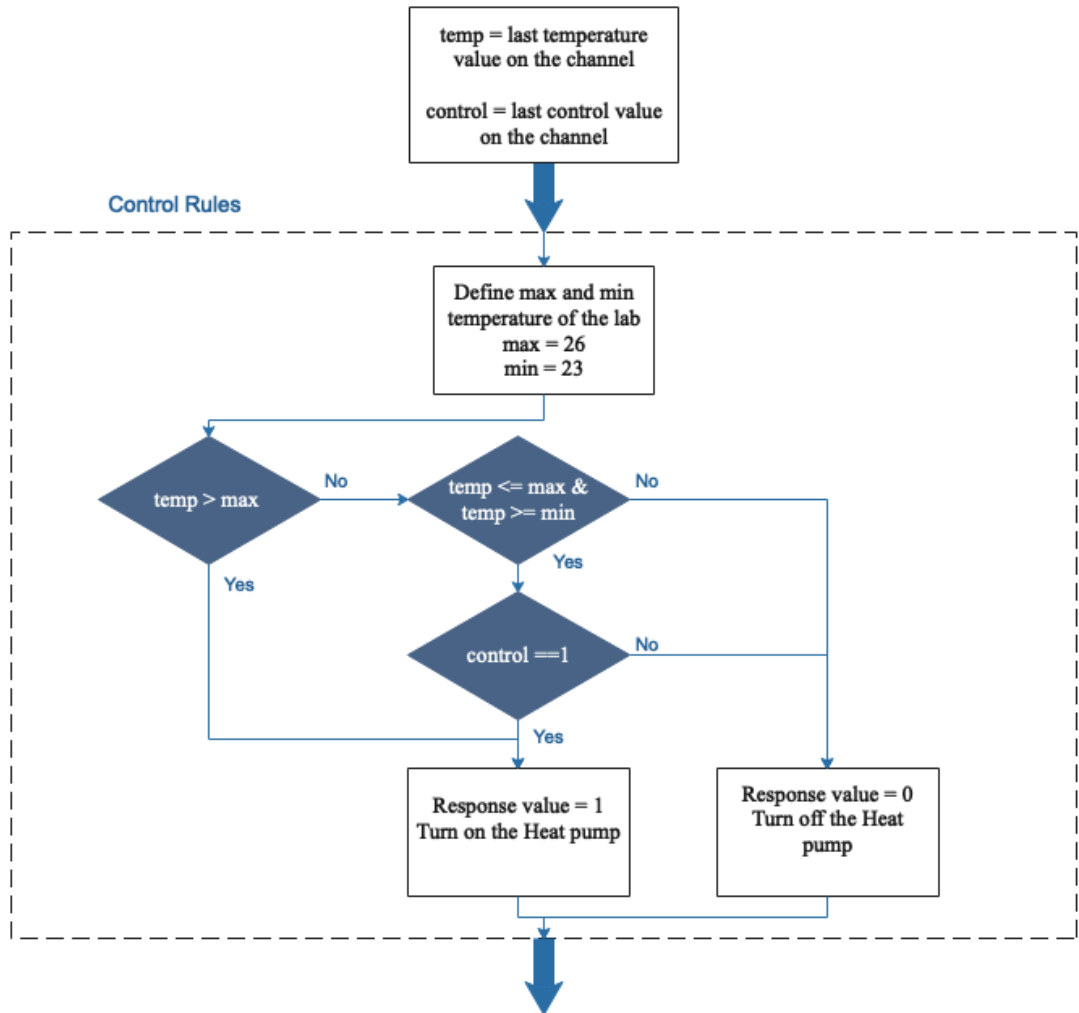 temp = last temperature
value on the channel
control = last control value
on the channel
Control Rules
Define max and min
temperature of the lab
max = 26
min = 23
temp > max
No
temp <= max &
temp >= min
No
Yes
Yes
control ==1
No
Yes
Response value = 1
Turn on the Heat pump
Response value = 0
Turn off the Heat
pump